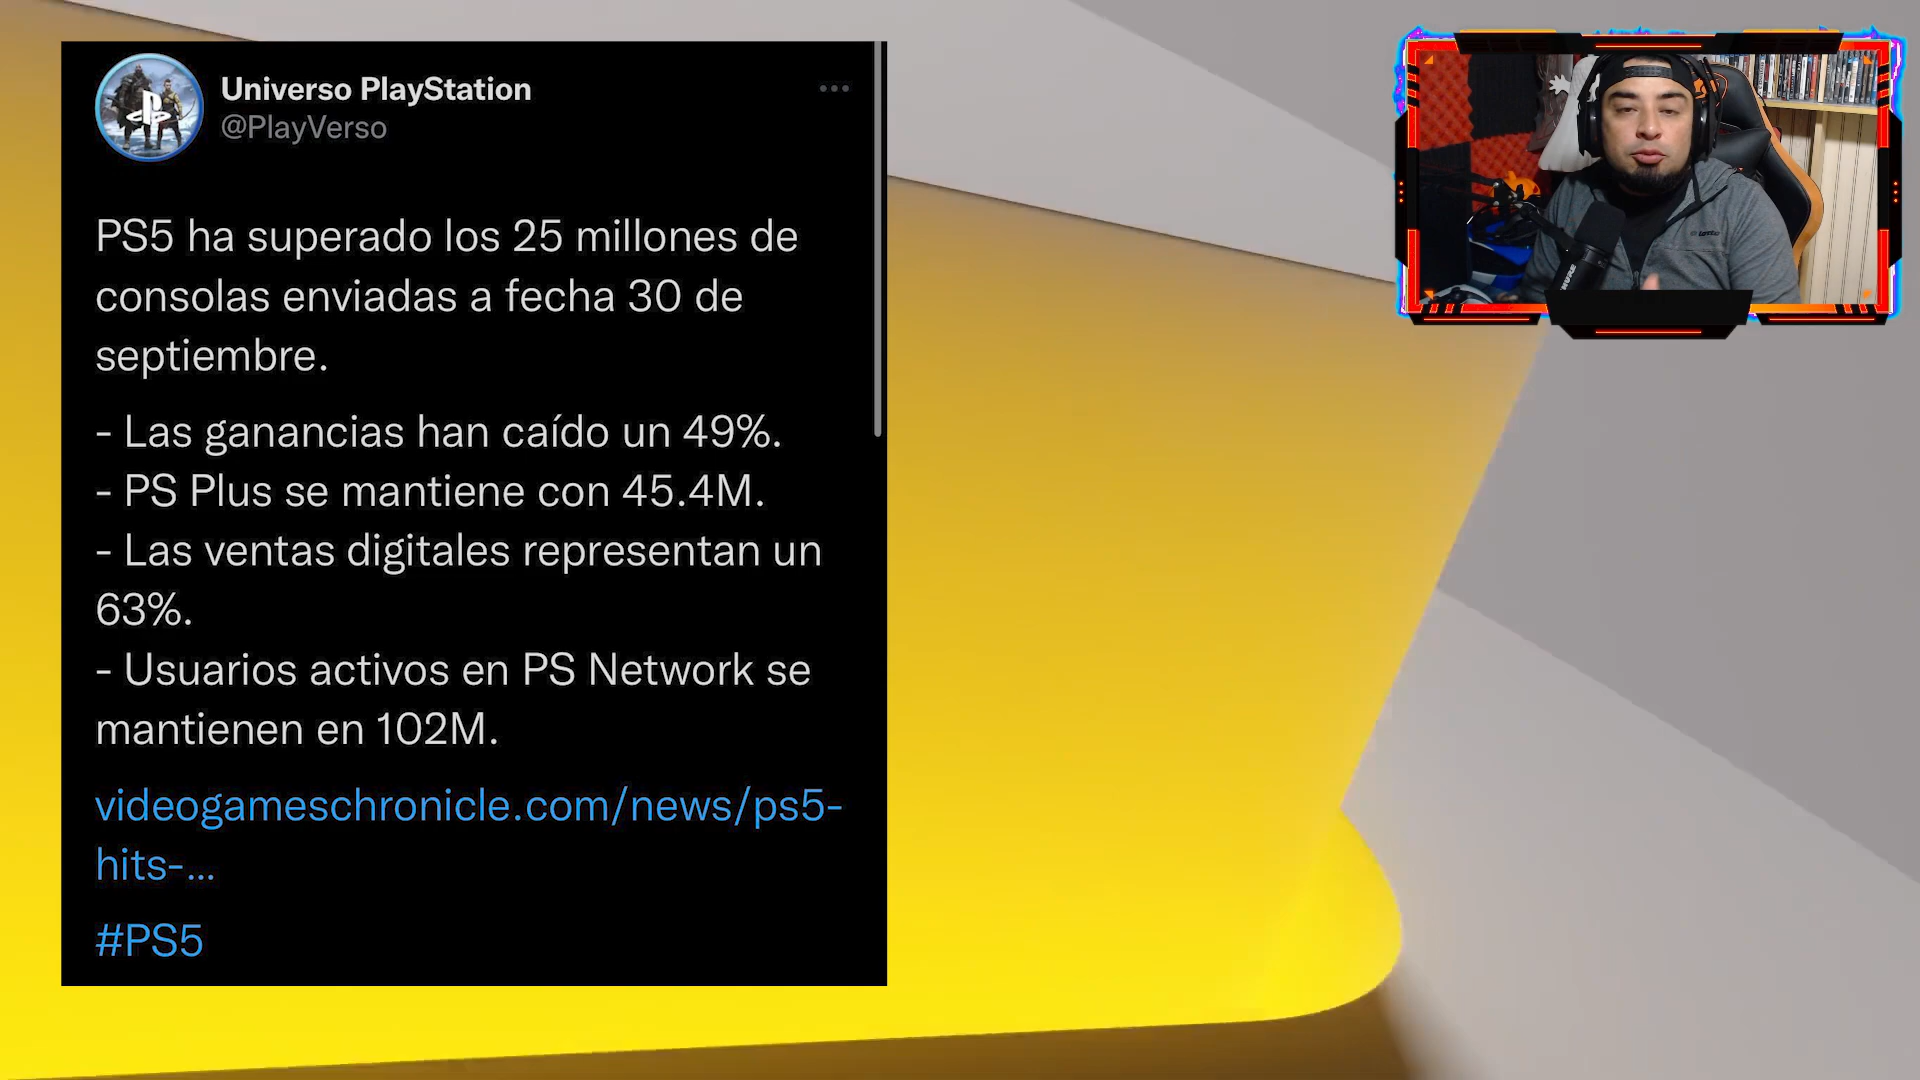 Universo PlayStation
@PlayVerso
PS5 ha superado los 25 millones de
consolas enviadas a fecha 30 de
septiembre.
- Las ganancias han caído un 49%.
- PS Plus se mantiene con 45.4M.
- Las ventas digitales representan un
63%.
- Usuarios activos en PS Network se
mantienen en 102M.
videogameschronicle.com/news/ps5-
hits-...
#PS5
SHURE